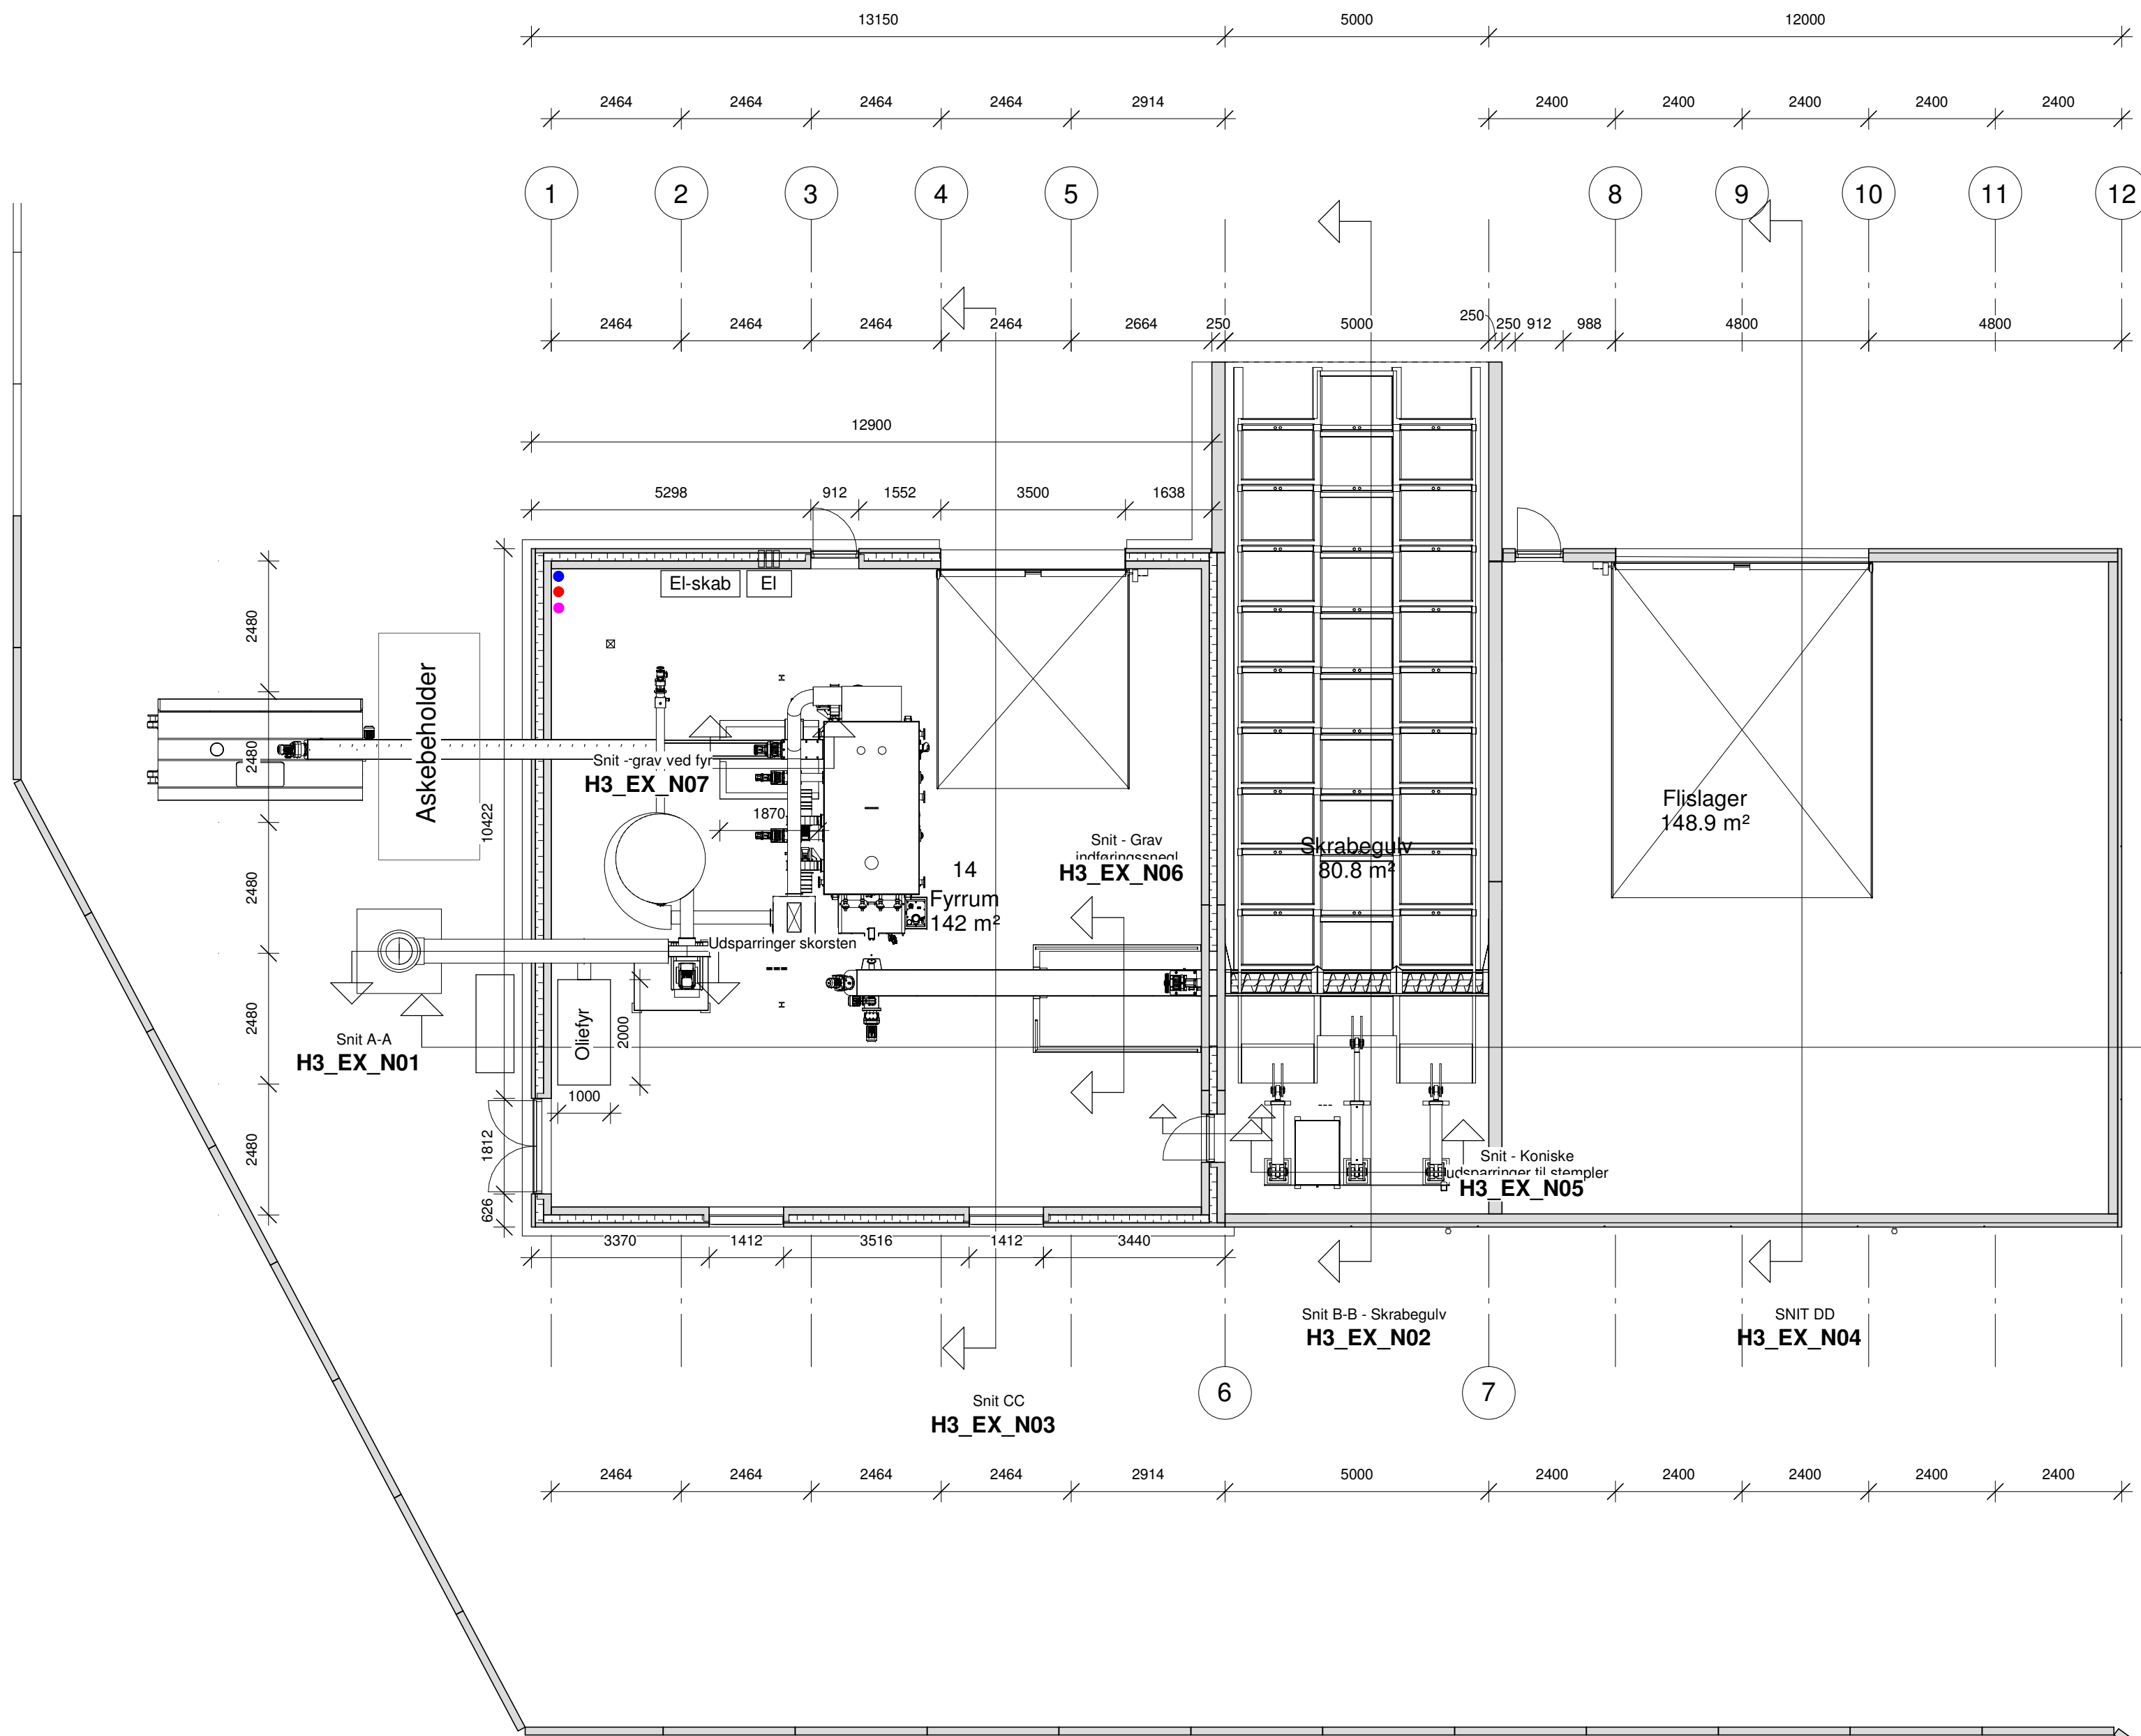 13150 5000 12000
2464 2464 2464 2464 2914 2400 2400 2400 2400 2400
1 2 3 4 5 8 9 10 11 12
2464 2464 2464 2464 2664 250 5000 250 250 912 988 4800 4800
12900
5298 912 1552 3500 1638
El-skab El
2480
2480
2480
2480
2480
Askebeholder
10422
Snit - grav ved fyr
H3_EX_N07
1870
Flislager
148.9 m²
Snit - Grav
indføringssnegl
H3_EX_N06
Skrabegulv
80.8 m²
14
Fyrrum
142 m²
Udsparringer skorsten
Snit A-A
H3_EX_N01
Oliefyr
2000
1000
1812
626
Snit - Koniske
udsparringer til stempler
H3_EX_N05
3370 1412 3516 1412 3440
Snit B-B - Skrabegulv
H3_EX_N02
SNIT DD
H3_EX_N04
6 7
Snit CC
H3_EX_N03
2464 2464 2464 2464 2914 5000 2400 2400 2400 2400 2400